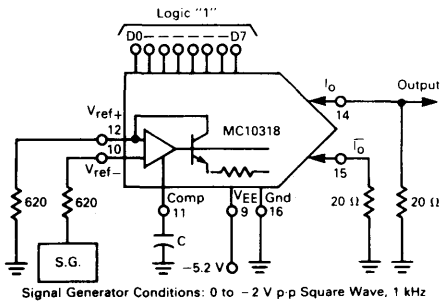 Logic "1"
D0 D7
Vref+
12
10
Vref−
MC10318
Io
14
Output
Io
15
Comp
11
VEE
9
Gnd
16
620
620
C
−5.2 V
20 Ω
20 Ω
S.G.
Signal Generator Conditions: 0 to −2 V p-p Square Wave, 1 kHz